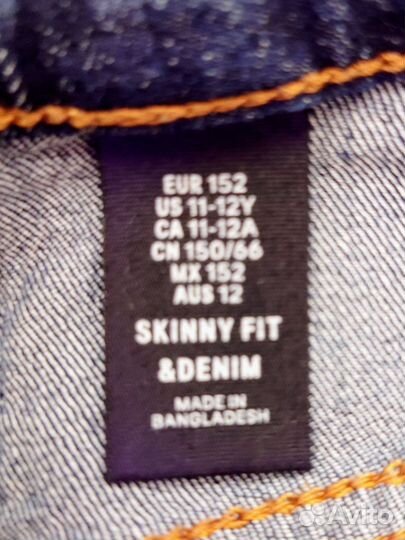 EUR 152
US 11-12Y
CA 11-12A
CN 150/66
MX 152
AUS 12
SKINNY FIT
&DENIM
MADE IN
BANGLADESH
Avito